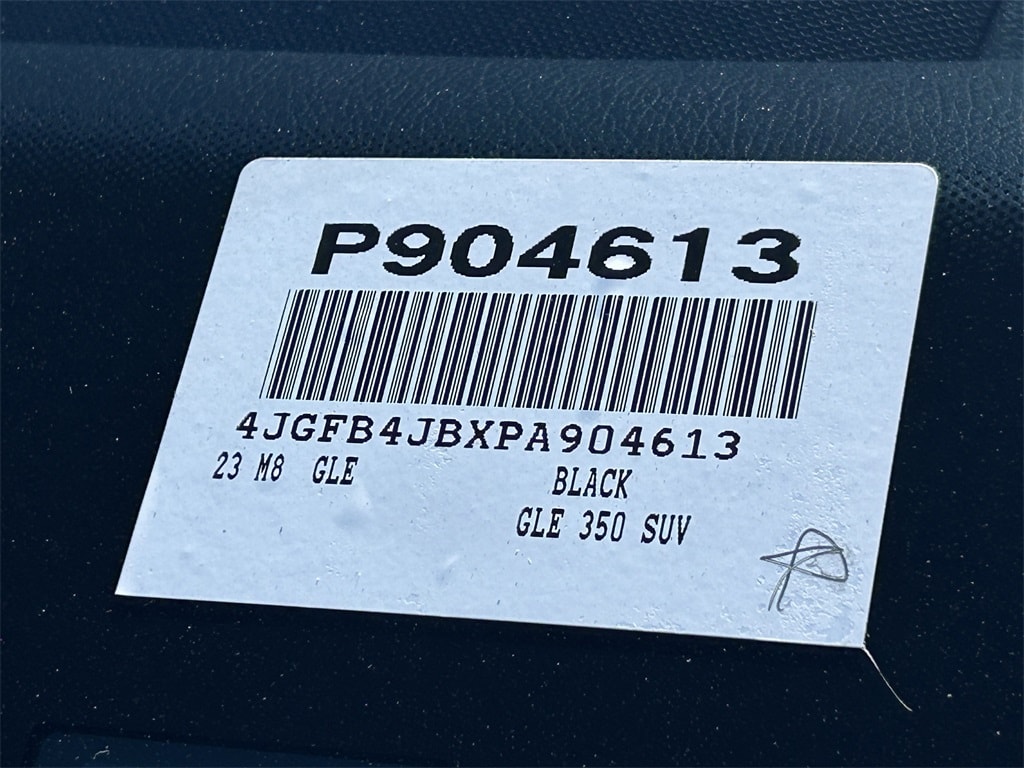 P904613
4JGFB4JBXPA904613
23 M8 GLE BLACK
GLE 350 SUV